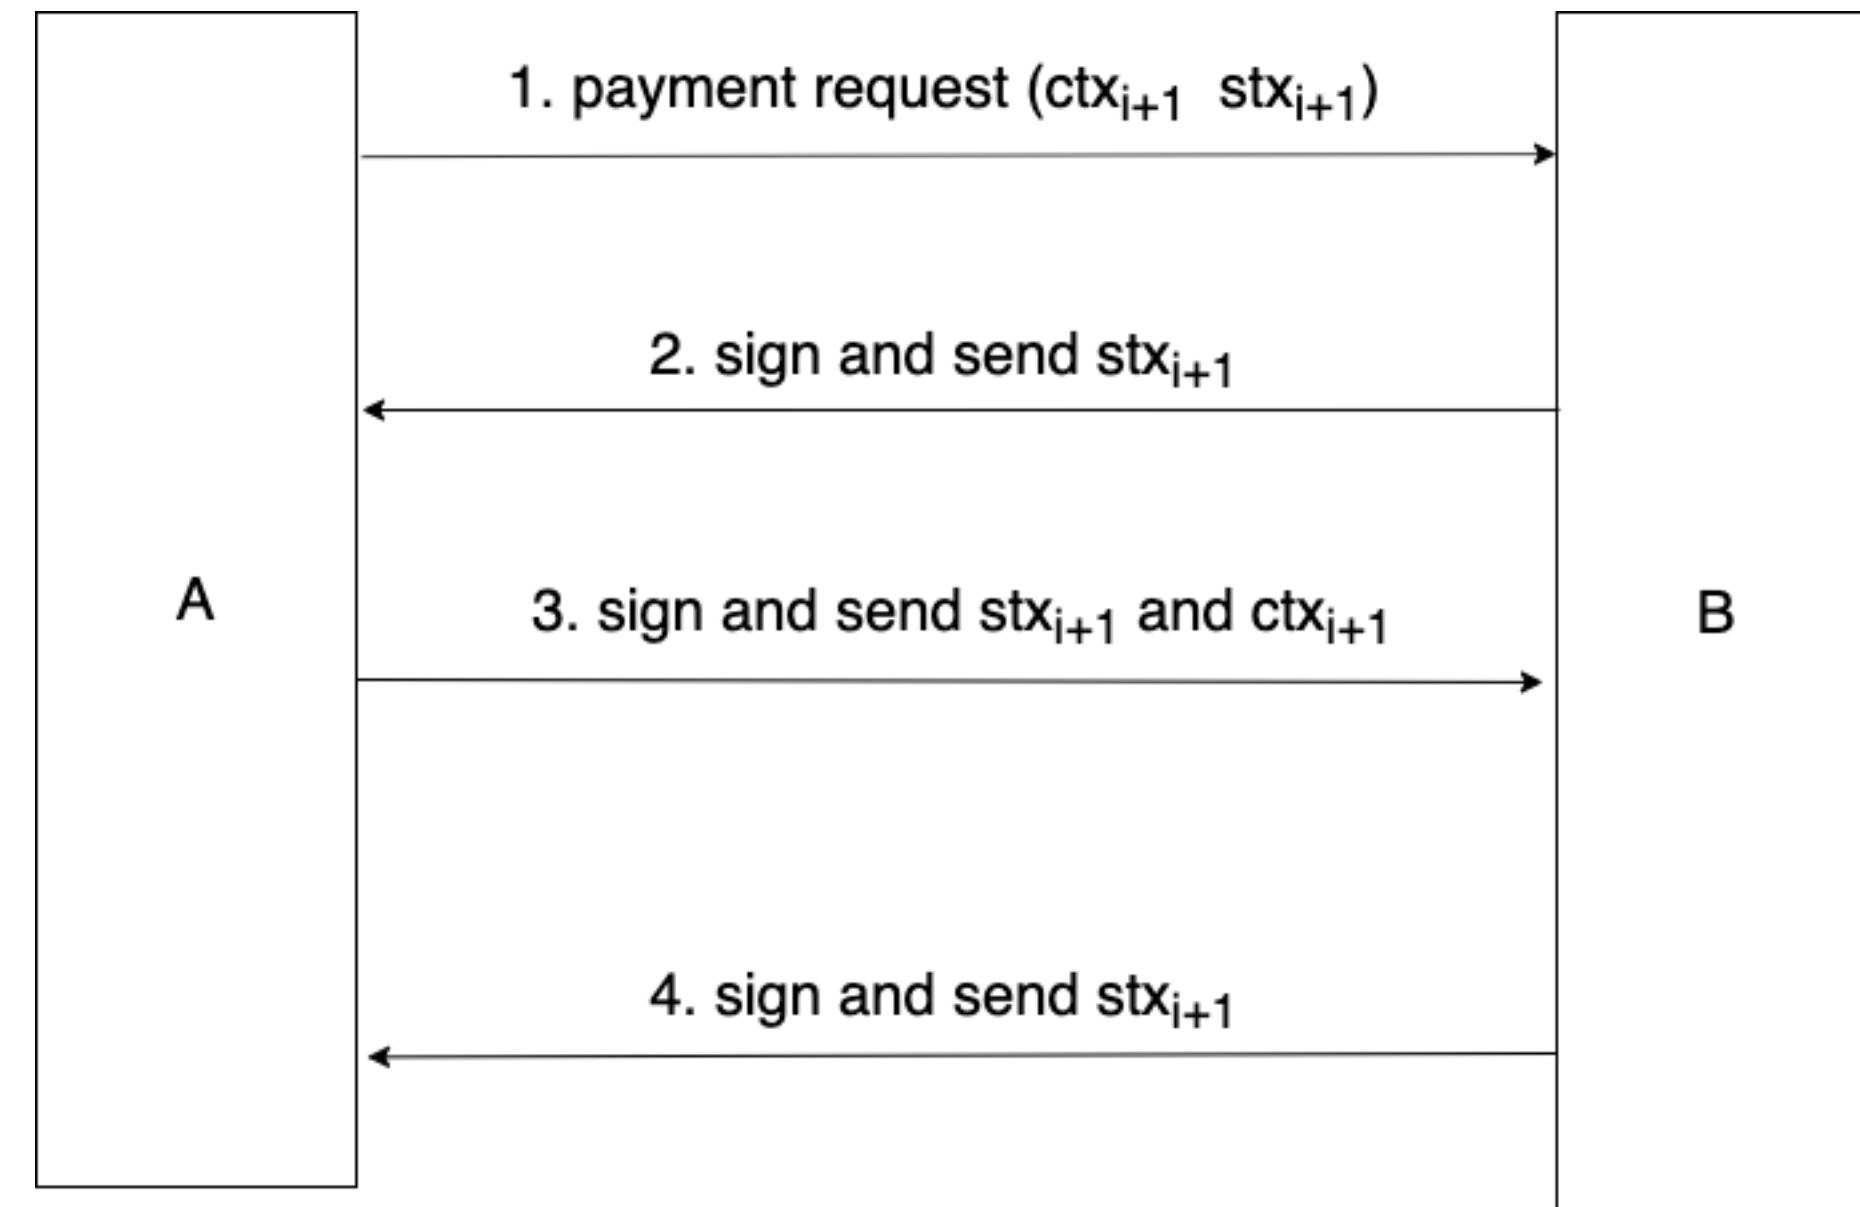 1. payment request (ctxᵢ₊₁ stxᵢ₊₁)
2. sign and send stxᵢ₊₁
3. sign and send stxᵢ₊₁ and ctxᵢ₊₁
A
B
4. sign and send stxᵢ₊₁